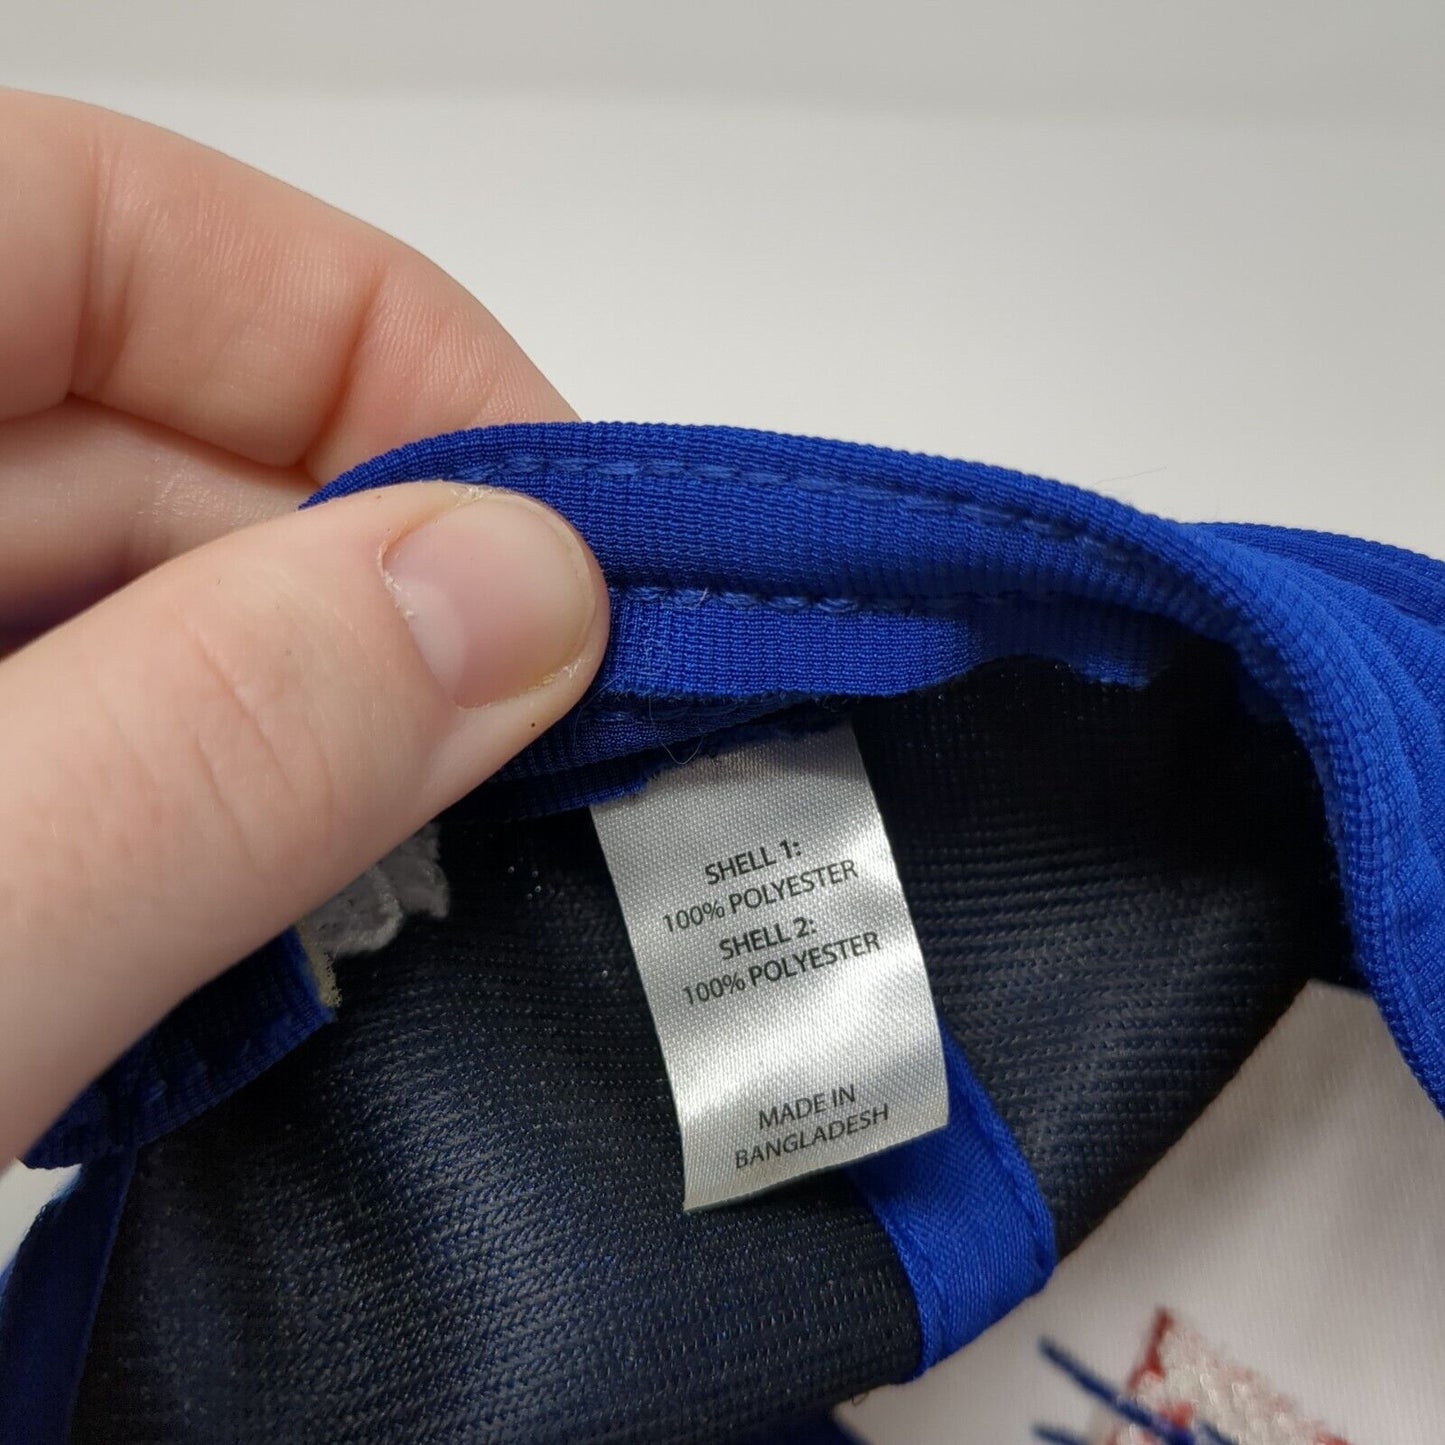 SHELL 1:
100% POLYESTER
SHELL 2:
100% POLYESTER
MADE IN
BANGLADESH